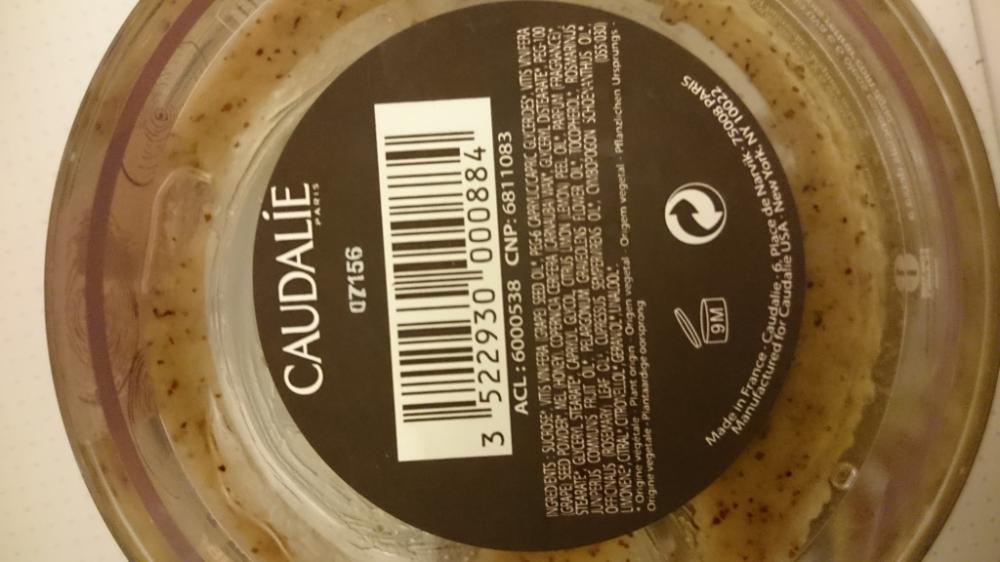 CAUDALÍE
PARIS
07156
3 522930 000884
ACL : 6000538 CNP: 6811083
INGREDIENTS: SUCROSE*, VITIS VINIFERA (GRAPE) SEED OIL*, PEG-6 CAPRYLIC/CAPRIC GLYCERIDES*, VITIS VINIFERA
(GRAPE) SEED POWDER*, MEL (HONEY), COPERNICIA CERIFERA (CARNAUBA) WAX*, GLYCERYL DISTEARATE*, PEG-100
STEARATE*, GLYCERYL STEARATE*, CAPRYLYL GLYCOL, CITRUS LIMON (LEMON) PEEL OIL*, PARFUM (FRAGRANCE),
JUNIPERUS COMMUNIS FRUIT OIL*, PELARGONIUM GRAVEOLENS FLOWER OIL*, TOCOPHEROL*, ROSMARINUS
OFFICINALIS (ROSEMARY) LEAF OIL*, CUPRESSUS SEMPERVIRENS OIL*, CYMBOPOGON SCHOENANTHUS OIL*,
LIMONENE*, CITRAL*, CITRONELLOL*, GERANIOL*, LINALOOL*. (055/030)
* Origine végétale - Plant origin - Origen vegetal - Origem vegetal - Pflanzlichen Ursprungs -
Origine vegetale - Plantaardige oorsprong
9M
Made in France. Caudalie, 6, Place de Narvik. 75008 PARIS
Manufactured for Caudalie USA. New York, NY 10022